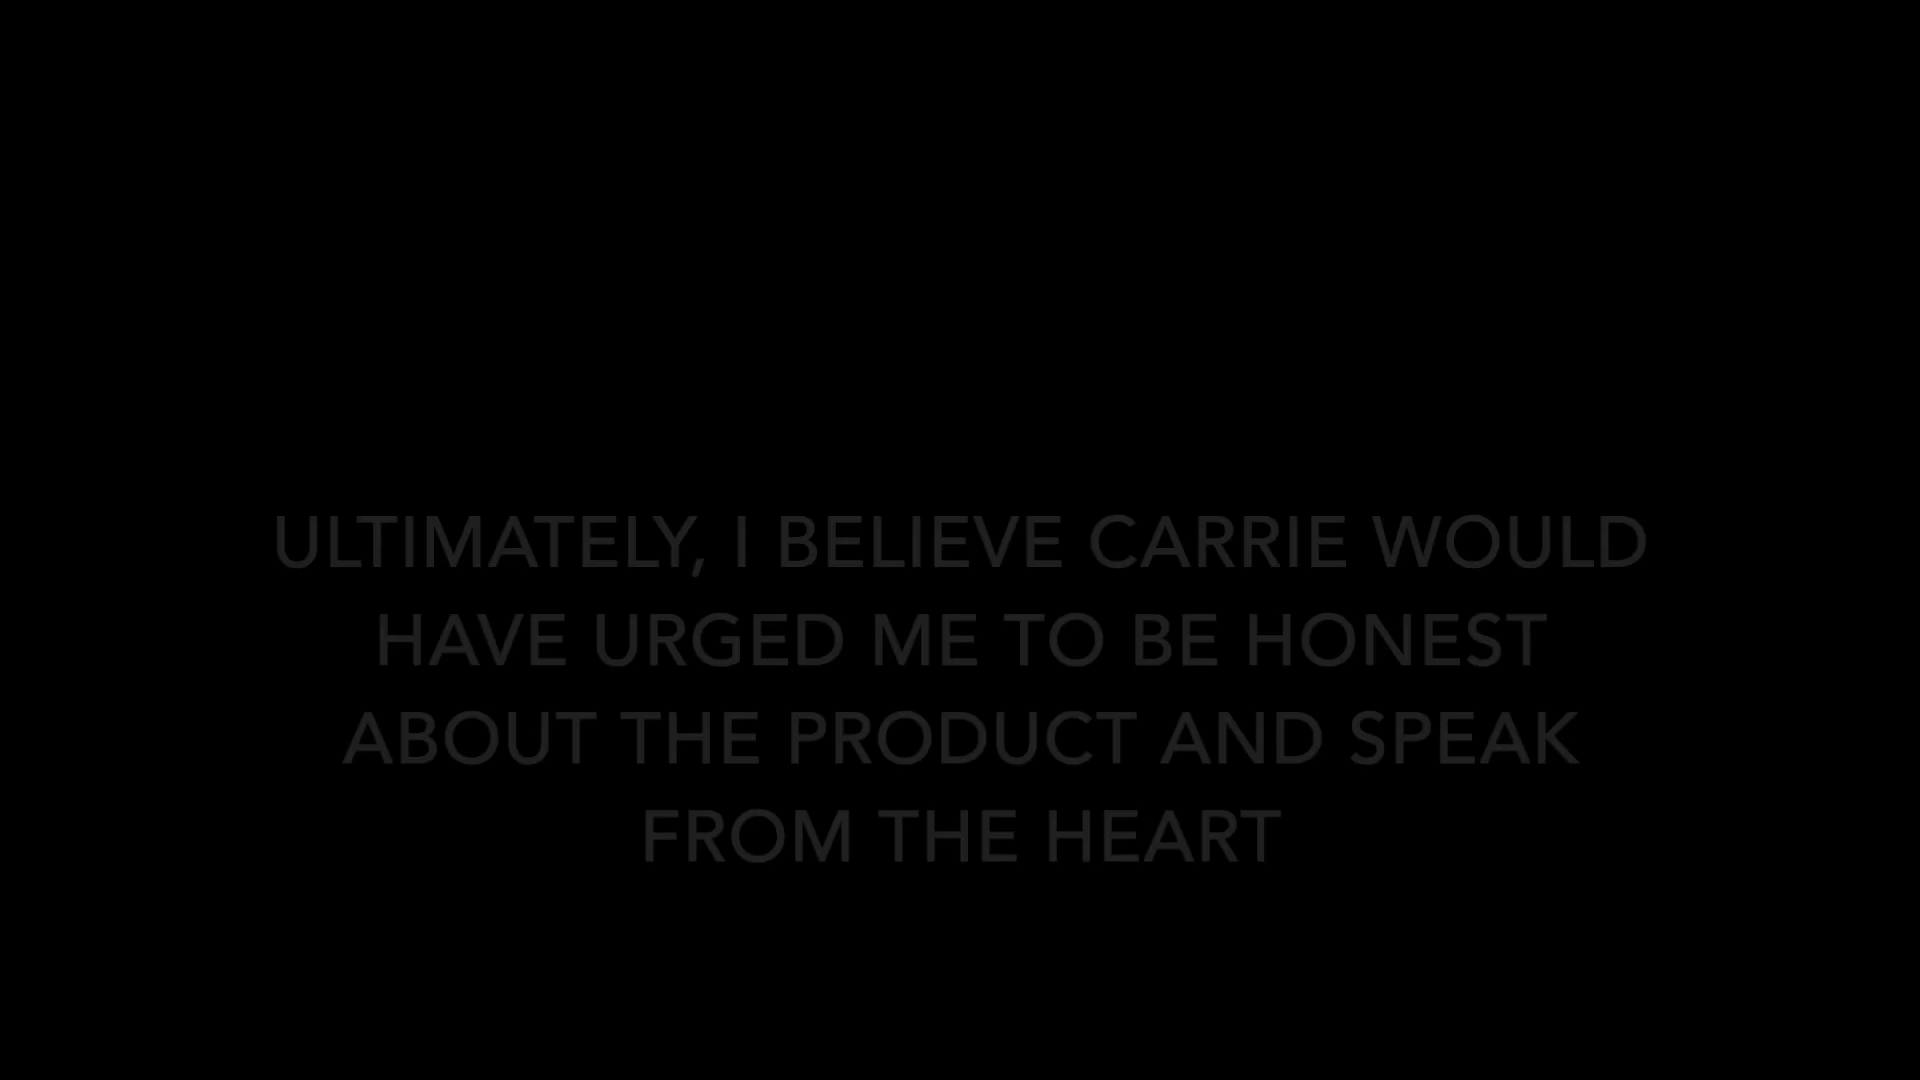 ULTIMATELY, I BELIEVE CARRIE WOULD
HAVE URGED ME TO BE HONEST
ABOUT THE PRODUCT AND SPEAK
FROM THE HEART